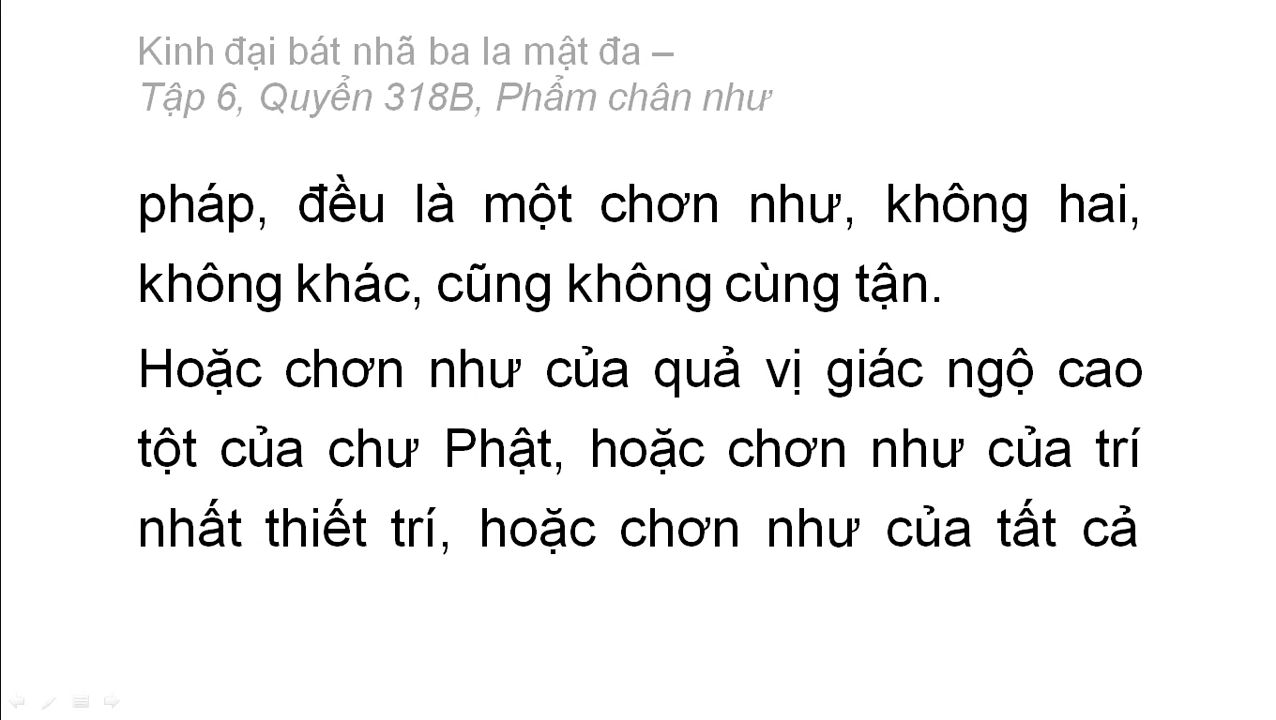 Kinh đại bát nhã ba la mật đa –
Tập 6, Quyển 318B, Phẩm chân như
pháp, đều là một chơn như, không hai,
không khác, cũng không cùng tận.
Hoặc chơn như của quả vị giác ngộ cao
tột của chư Phật, hoặc chơn như của trí
nhất thiết trí, hoặc chơn như của tất cả